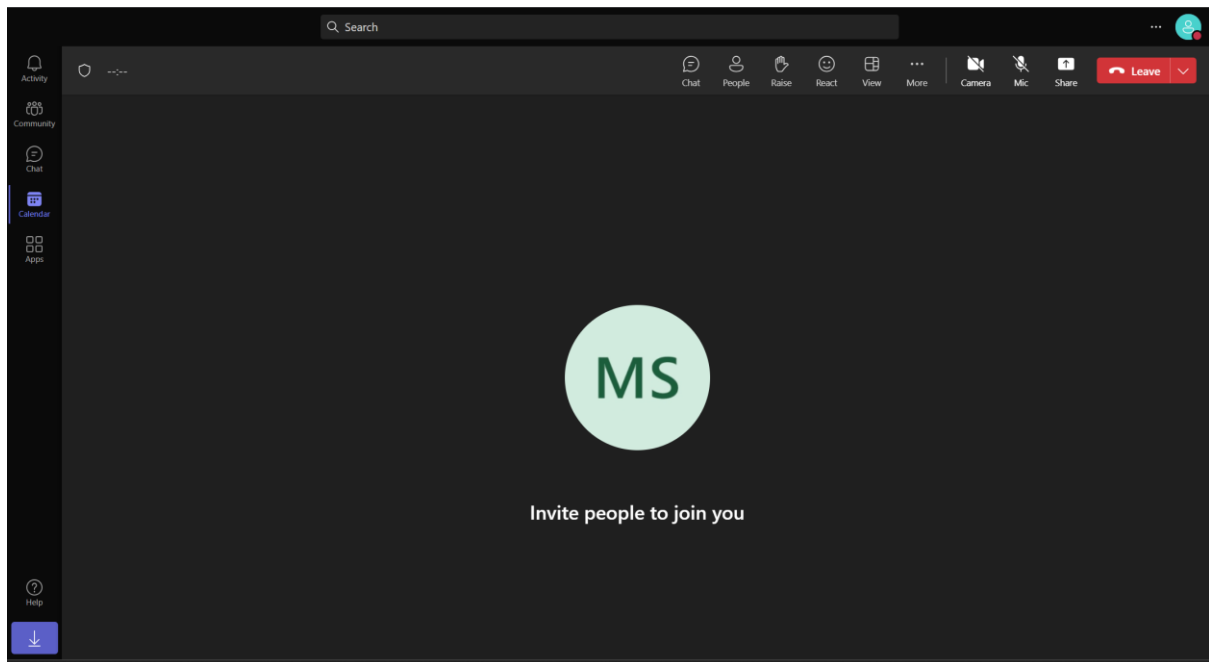 Search
Activity
Community
Chat
Calendar
Apps
Help
--:--
Chat People Raise React View More Camera Mic Share Leave
MS
Invite people to join you